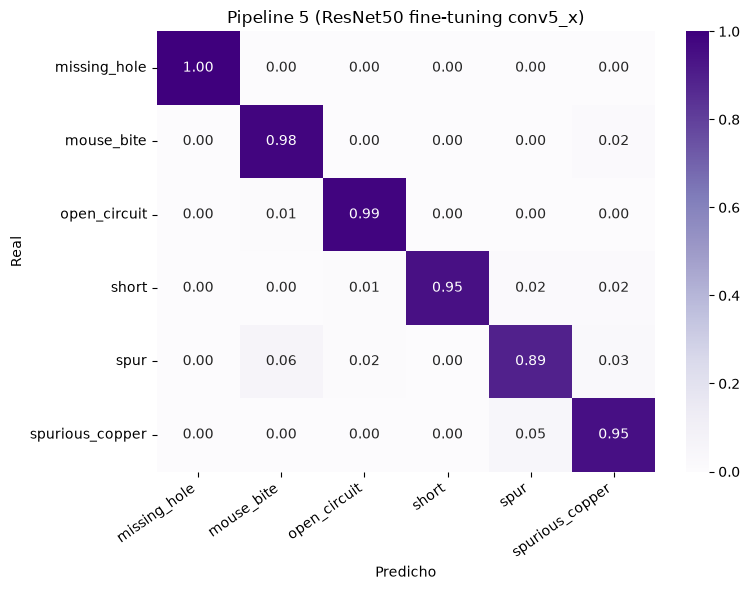 Pipeline 5 (ResNet50 fine-tuning conv5_x)
Real
missing_hole 1.00 0.00 0.00 0.00 0.00 0.00
mouse_bite 0.00 0.98 0.00 0.00 0.00 0.02
open_circuit 0.00 0.01 0.99 0.00 0.00 0.00
short 0.00 0.00 0.01 0.95 0.02 0.02
spur 0.00 0.06 0.02 0.00 0.89 0.03
spurious_copper 0.00 0.00 0.00 0.00 0.05 0.95
missing_hole mouse_bite open_circuit short spur spurious_copper
Predicho
1.0
0.8
0.6
0.4
0.2
0.0